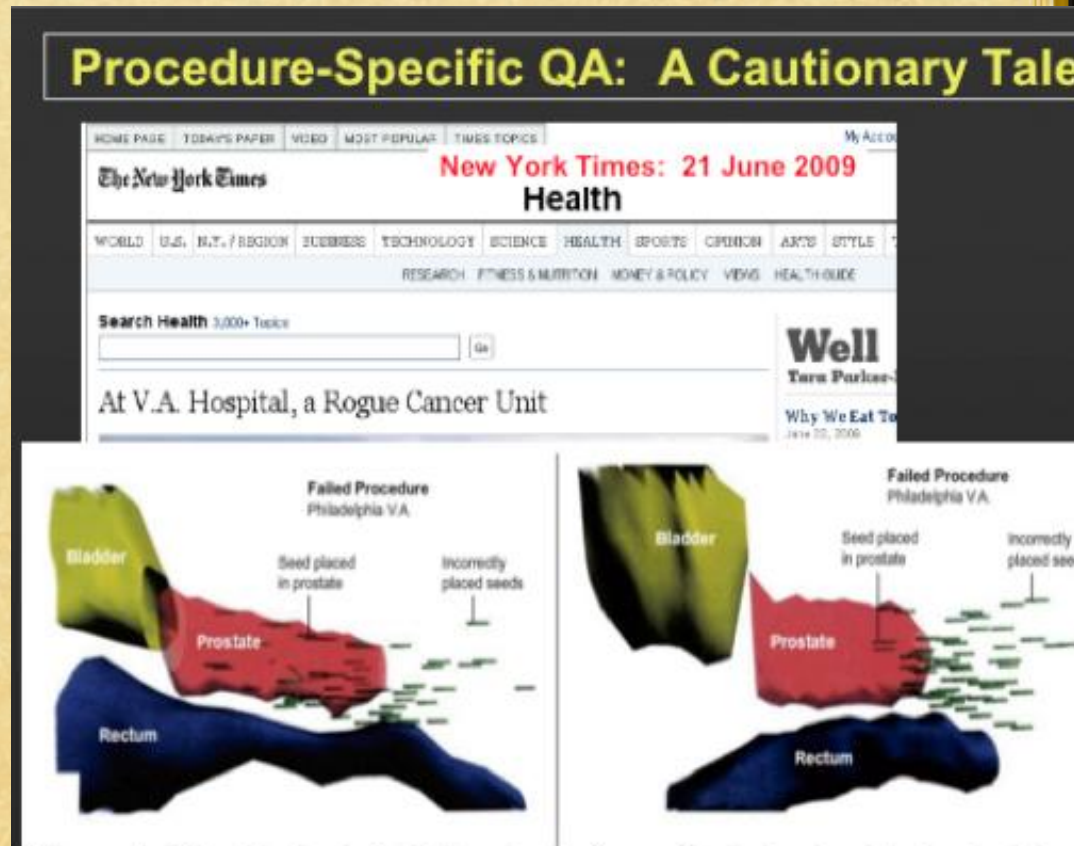 Procedure-Specific QA: A Cautionary Tale
HOME PAGE TODAY'S PAPER VIDEO MOST POPULAR TIMES TOPICS My
The New York Times New York Times: 21 June 2009
Health
WORLD U.S. N.Y. / REGION BUSINESS TECHNOLOGY SCIENCE HEALTH SPORTS OPINION ARTS STYLE
RESEARCH FITNESS & NUTRITION MONEY & POLICY VIEWS HEALTH GUIDE
Search Health 3,000+ Topics
Go
Well
Tara Parker-
At V.A. Hospital, a Rogue Cancer Unit
Why We Eat
Failed Procedure
Philadelphia V.A.
Bladder
Seed placed
in prostate
Incorrectly
placed seeds
Prostate
Rectum
Failed Procedure
Philadelphia V.A.
Bladder
Seed placed
in prostate
Incorrectly
placed
Prostate
Rectum